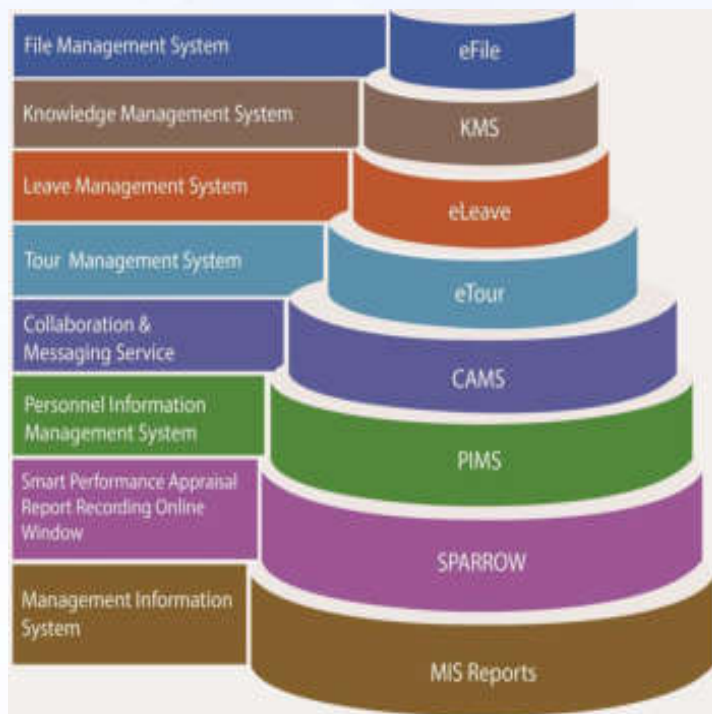 File Management System
eFile
Knowledge Management System
KMS
Leave Management System
eLeave
Tour Management System
eTour
Collaboration &
Messaging Service
CAMS
Personnel Information
Management System
PIMS
Smart Performance Appraisal
Report Recording Online
Window
SPARROW
Management Information
System
MIS Reports